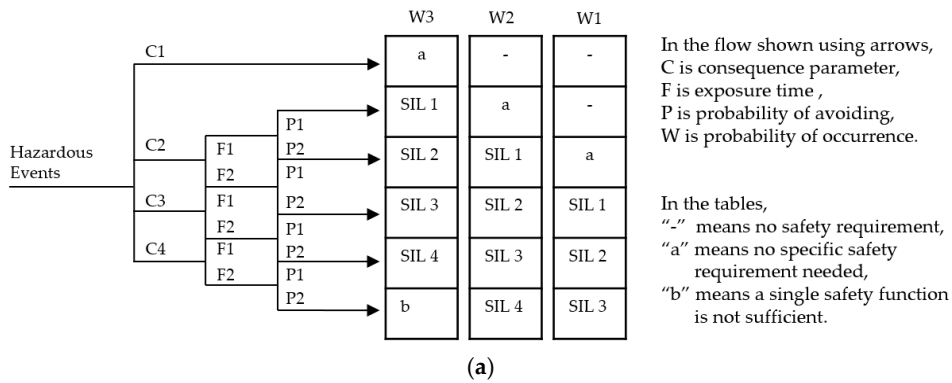 W3 W2 W1
C1
a - -
P1
SIL 1 a -
C2 F1 P2
Hazardous
Events
SIL 2 SIL 1 a
F2 P1
C3 F1 P2
SIL 3 SIL 2 SIL 1
F2 P1
C4 F1 P2
SIL 4 SIL 3 SIL 2
F2 P1
P2
b SIL 4 SIL 3
In the flow shown using arrows,
C is consequence parameter,
F is exposure time ,
P is probability of avoiding,
W is probability of occurrence.
In the tables,
“-” means no safety requirement,
“a” means no specific safety
requirement needed,
“b” means a single safety function
is not sufficient.
(a)